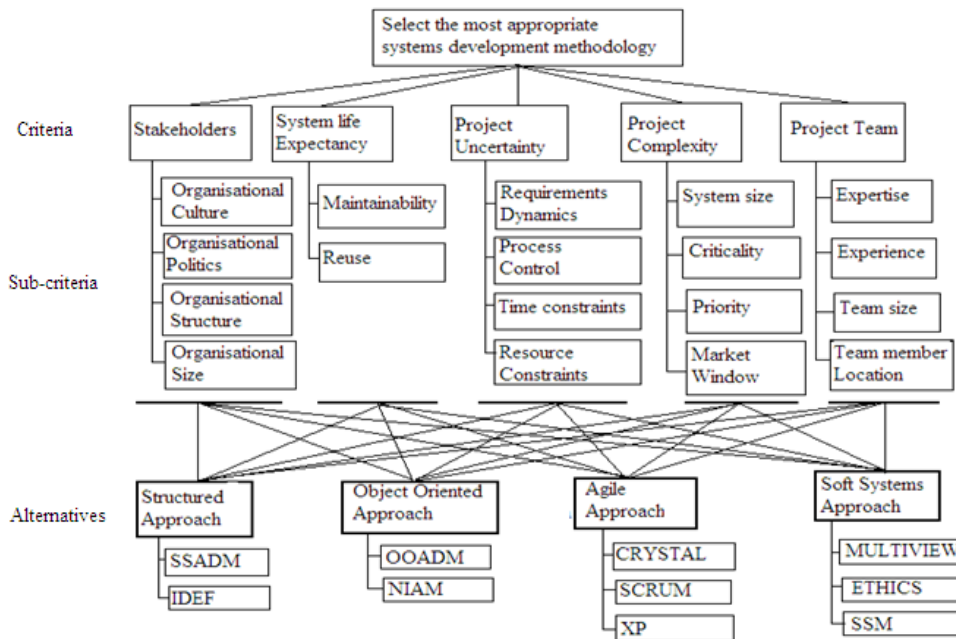 Select the most appropriate
systems development methodology
Criteria
Stakeholders
System life
Expectancy
Project
Uncertainty
Project
Complexity
Project Team
Sub-criteria
Organisational
Culture
Organisational
Politics
Organisational
Structure
Organisational
Size
Maintainability
Reuse
Requirements
Dynamics
Process
Control
Time constraints
Resource
Constraints
System size
Criticality
Priority
Market
Window
Expertise
Experience
Team size
Team member
Location
Alternatives
Structured
Approach
SSADM
IDEF
Object Oriented
Approach
OOADM
NIAM
Agile
Approach
CRYSTAL
SCRUM
XP
Soft Systems
Approach
MULTIVIEW
ETHICS
SSM